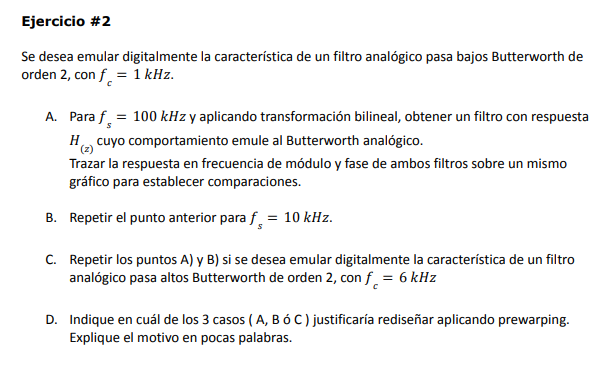 Ejercicio #2
Se desea emular digitalmente la característica de un filtro analógico pasa bajos Butterworth de
orden 2, con f_c = 1 kHz.
A. Para f_s = 100 kHz y aplicando transformación bilineal, obtener un filtro con respuesta
H_(z) cuyo comportamiento emule al Butterworth analógico.
Trazar la respuesta en frecuencia de módulo y fase de ambos filtros sobre un mismo
gráfico para establecer comparaciones.
B. Repetir el punto anterior para f_s = 10 kHz.
C. Repetir los puntos A) y B) si se desea emular digitalmente la característica de un filtro
analógico pasa altos Butterworth de orden 2, con f_c = 6 kHz
D. Indique en cuál de los 3 casos ( A, B ó C ) justificaría rediseñar aplicando prewarping.
Explique el motivo en pocas palabras.